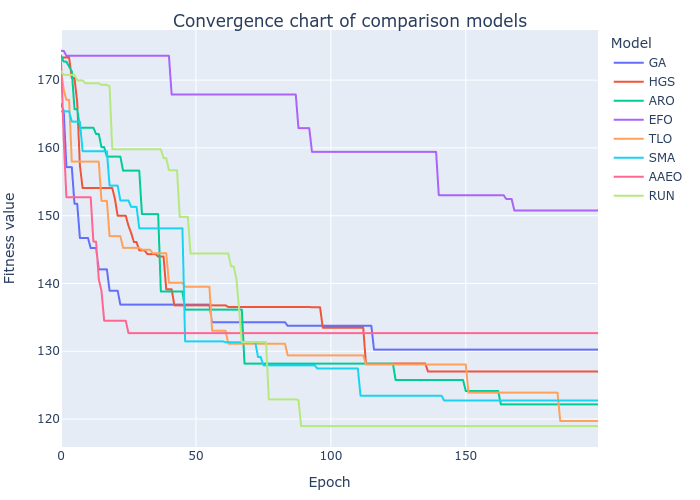 Convergence chart of comparison models
Model
GA
HGS
ARO
EFO
TLO
SMA
AAEO
RUN
Fitness value
170
160
150
140
130
120
0
50
100
150
Epoch